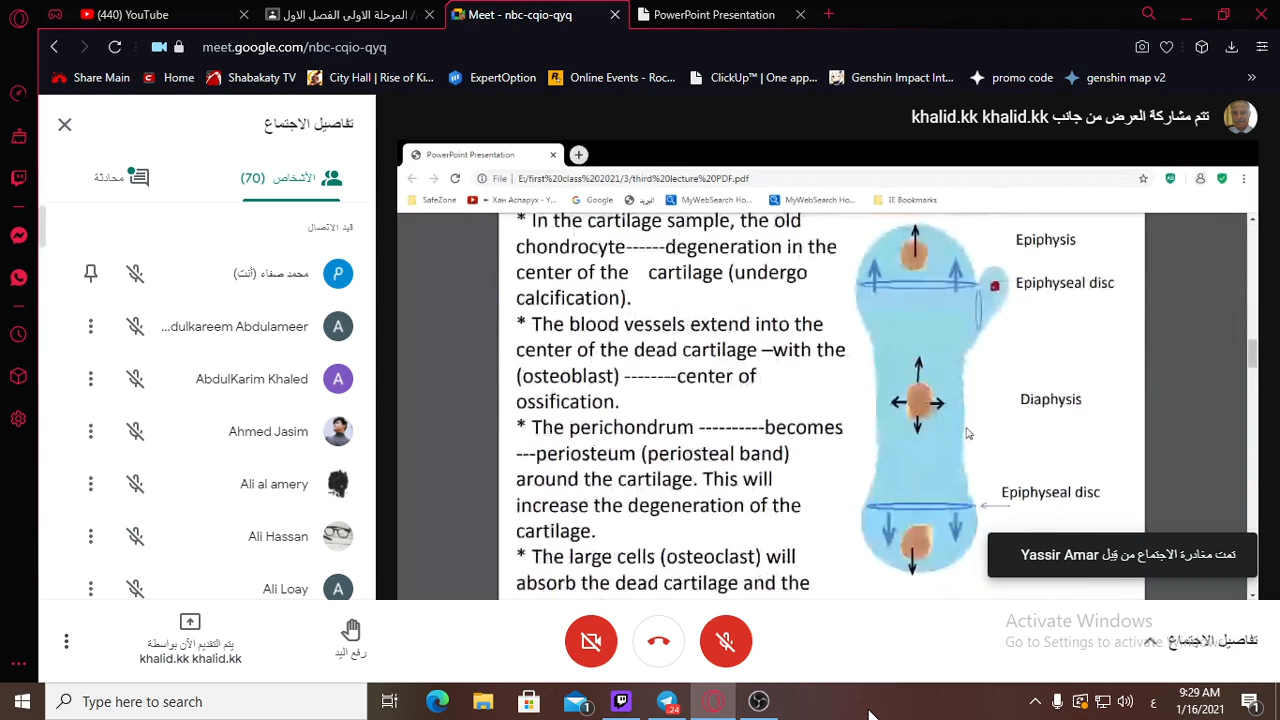 (440) YouTube
المرحلة الاولى الفصل الاول /
Meet - nbc-cqio-qyq
PowerPoint Presentation
meet.google.com/nbc-cqio-qyq
Share Main
Home
Shabakaty TV
City Hall | Rise of Ki...
ExpertOption
Online Events - Roc...
ClickUp™ | One app...
Genshin Impact Int...
promo code
genshin map v2
»
تفاصيل الاجتماع
الأشخاص (70)
محادثة
قيد الاتصال
محمد صفاء (أنت)
...dulkareem Abdulameer
A
AbdulKarim Khaled
A
Ahmed Jasim
Ali al amery
Ali Hassan
Ali Loay
A
تتم مشاركة العرض من جانب khalid.kk khalid.kk
PowerPoint Presentation
File | E:/first%20class%202021/3/third%20lecture%20PDF.pdf
SafeZone
Хан Аспарух - Y...
Google
البريد
MyWebSearch Ho...
MyWebSearch Ho...
IE Bookmarks
* In the cartilage sample, the old
chondrocyte------degeneration in the
center of the cartilage (undergo
calcification).
* The blood vessels extend into the
center of the dead cartilage –with the
(osteoblast) --------center of
ossification.
* The perichondrum ----------becomes
---periosteum (periosteal band)
around the cartilage. This will
increase the degeneration of the
cartilage.
* The large cells (osteoclast) will
absorb the dead cartilage and the
Epiphysis
Epiphyseal disc
Diaphysis
Epiphyseal disc
تمت مغادرة الاجتماع من قِبل Yassir Amar
يتم التقديم الآن بواسطة
khalid.kk khalid.kk
رفع اليد
Activate Windows
Go to Settings to activate Windows.
تفاصيل الاجتماع
Type here to search
1
24
ع
9:29 AM
1/16/2021
1